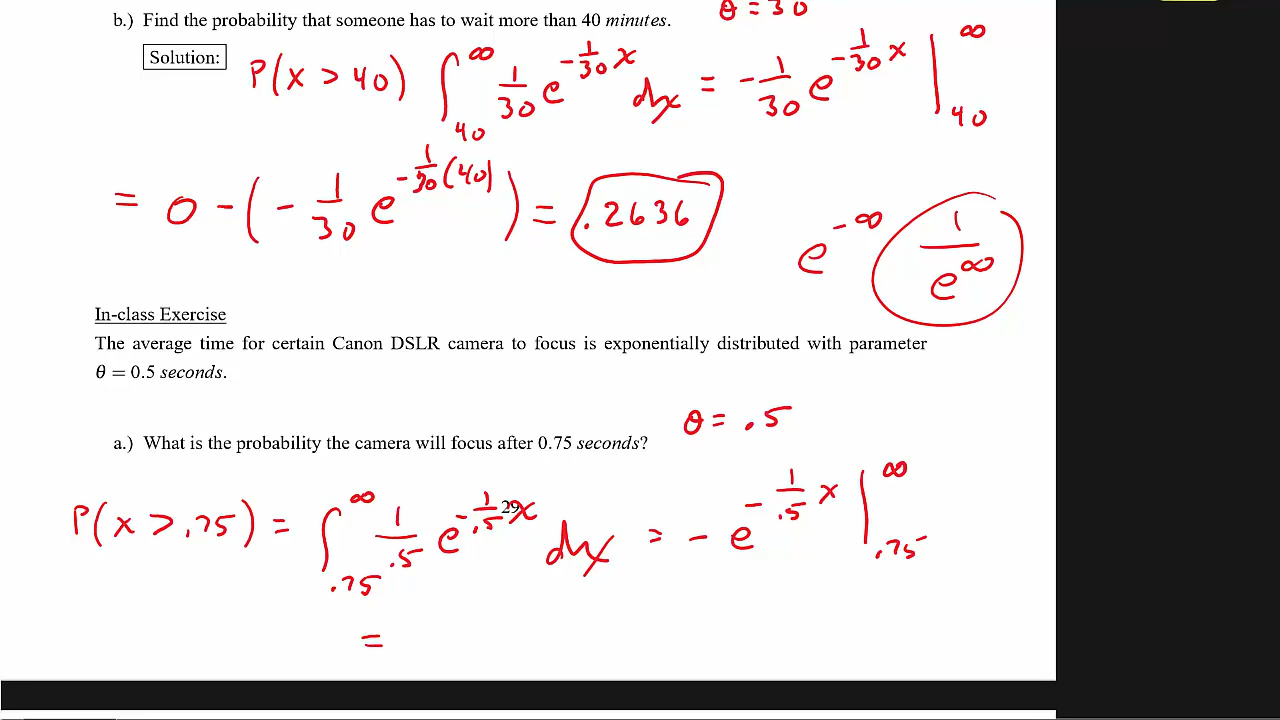 b.) Find the probability that someone has to wait more than 40 minutes.
θ = 30
Solution:
P(x > 40) ∫_{40}^{∞} 1/30 e^{-1/30 x} dx = -1/30 e^{-1/30 x} |_{40}^{∞}
= 0 - (- 1/30 e^{-1/30 (40)}) = .2636
e^{-∞} 1/e^{∞}
In-class Exercise
The average time for certain Canon DSLR camera to focus is exponentially distributed with parameter
θ = 0.5 seconds.
θ = .5
a.) What is the probability the camera will focus after 0.75 seconds?
29
P(x > .75) = ∫_{.75}^{∞} 1/.5 e^{-1/.5 x} dx = - e^{-1/.5 x} |_{.75}^{∞}
=